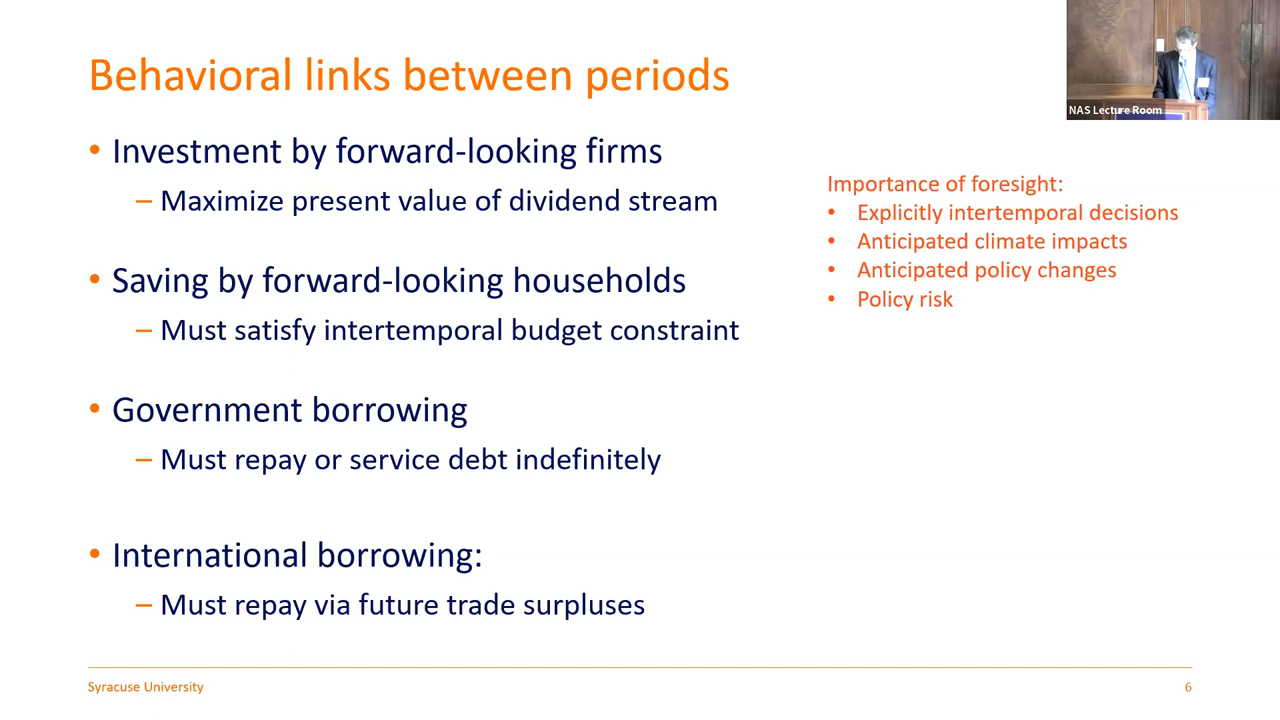 Behavioral links between periods
• Investment by forward-looking firms
– Maximize present value of dividend stream
• Saving by forward-looking households
– Must satisfy intertemporal budget constraint
• Government borrowing
– Must repay or service debt indefinitely
• International borrowing:
– Must repay via future trade surpluses
NAS Lecture Room
Importance of foresight:
• Explicitly intertemporal decisions
• Anticipated climate impacts
• Anticipated policy changes
• Policy risk
Syracuse University
6